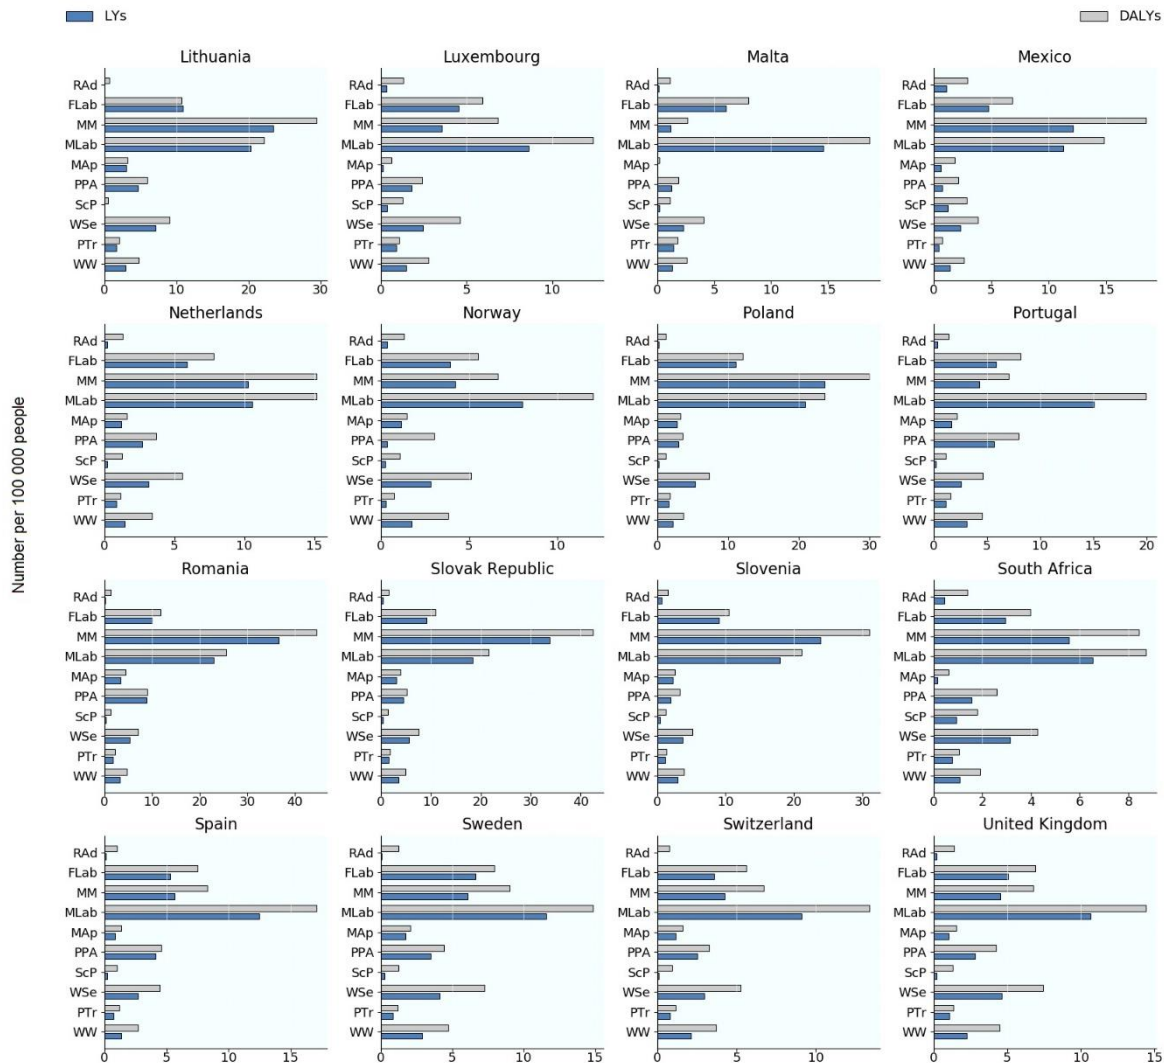 LYs DALYs
Number per 100 000 people
Lithuania Luxembourg Malta Mexico
RAd RAd RAd RAd
FLab FLab FLab FLab
MM MM MM MM
MLab MLab MLab MLab
MAp MAp MAp MAp
PPA PPA PPA PPA
ScP ScP ScP ScP
WSe WSe WSe WSe
PTr PTr PTr PTr
WW WW WW WW
0 10 20 30 0 5 10 0 5 10 15 0 5 10 15
Netherlands Norway Poland Portugal
RAd RAd RAd RAd
FLab FLab FLab FLab
MM MM MM MM
MLab MLab MLab MLab
MAp MAp MAp MAp
PPA PPA PPA PPA
ScP ScP ScP ScP
WSe WSe WSe WSe
PTr PTr PTr PTr
WW WW WW WW
0 5 10 15 0 5 10 0 10 20 30 0 5 10 15 20
Romania Slovak Republic Slovenia South Africa
RAd RAd RAd RAd
FLab FLab FLab FLab
MM MM MM MM
MLab MLab MLab MLab
MAp MAp MAp MAp
PPA PPA PPA PPA
ScP ScP ScP ScP
WSe WSe WSe WSe
PTr PTr PTr PTr
WW WW WW WW
0 10 20 30 40 0 10 20 30 40 0 10 20 30 0 2 4 6 8
Spain Sweden Switzerland United Kingdom
RAd RAd RAd RAd
FLab FLab FLab FLab
MM MM MM MM
MLab MLab MLab MLab
MAp MAp MAp MAp
PPA PPA PPA PPA
ScP ScP ScP ScP
WSe WSe WSe WSe
PTr PTr PTr PTr
WW WW WW WW
0 5 10 15 0 5 10 15 0 5 10 0 5 10 15